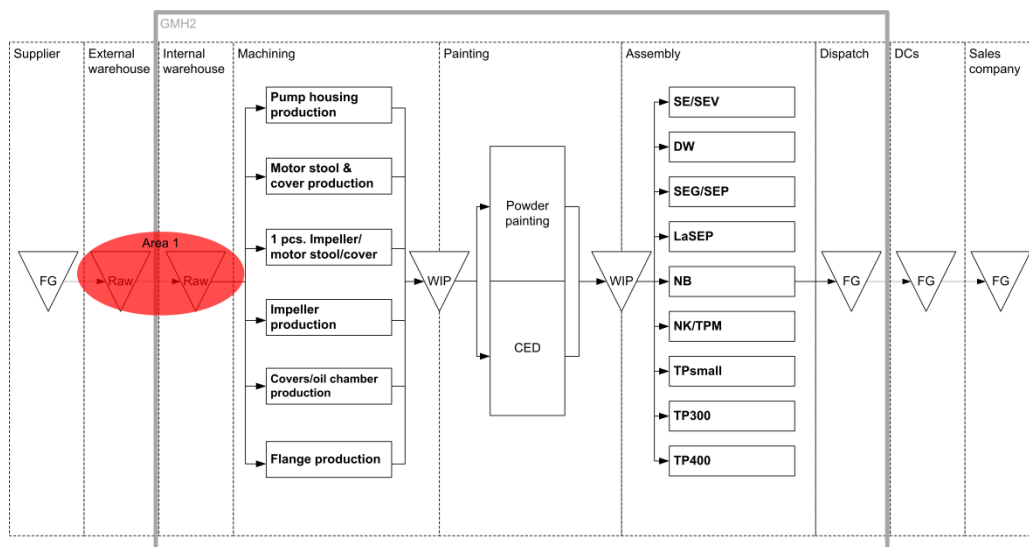 GMH2
Supplier
External
warehouse
Internal
warehouse
Machining
Painting
Assembly
Dispatch
DCs
Sales
company
Area 1
FG
Raw
Raw
Pump housing
production
Motor stool &
cover production
1 pcs. Impeller/
motor stool/cover
Impeller
production
Covers/oil chamber
production
Flange production
WIP
Powder
painting
CED
WIP
SE/SEV
DW
SEG/SEP
LaSEP
NB
NK/TPM
TPsmall
TP300
TP400
FG
FG
FG